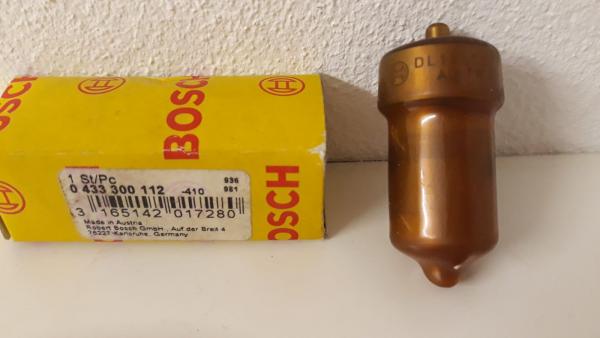 BOSCH
BOSCH
1 St/Pc 936
0 433 300 112 -410 981
3 165142 017280
Made in Austria
Robert Bosch GmbH., Auf der Breit 4
76227-Karlsruhe, Germany